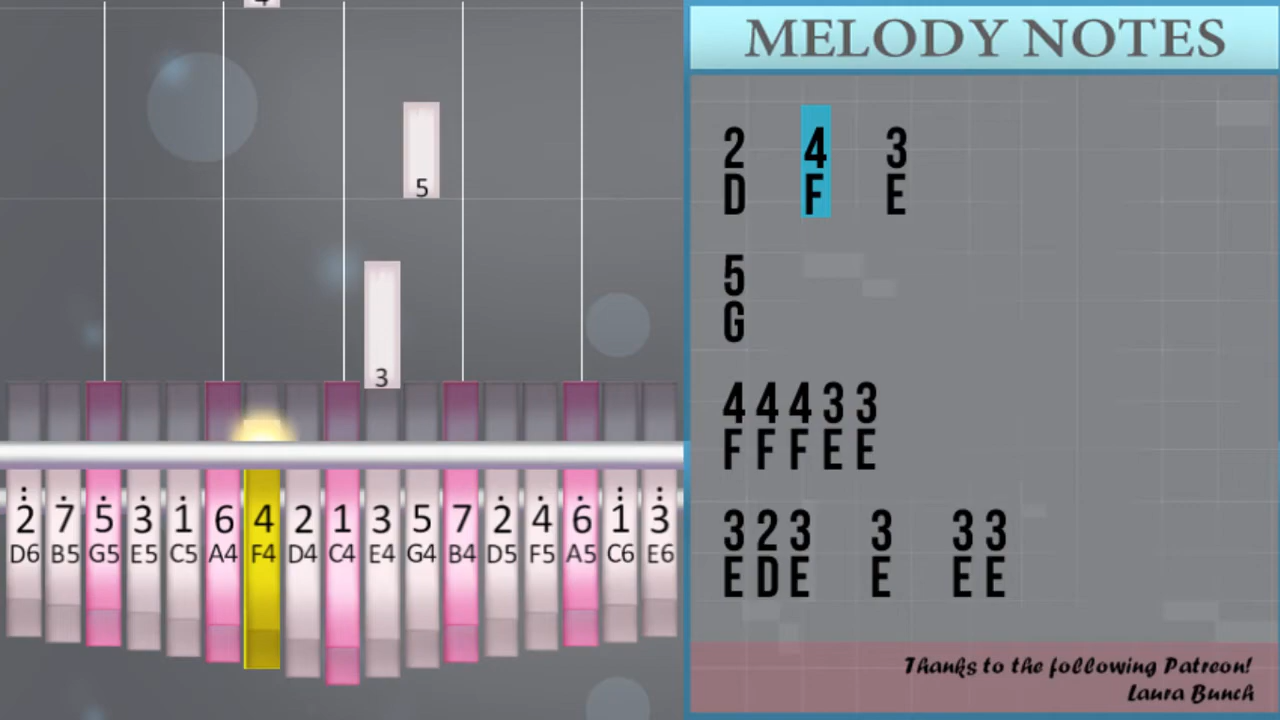 4
5
3
2 7 5 3 1 6 4 2 1 3 5 7 2 4 6 1 3
D6 B5 G5 E5 C5 A4 F4 D4 C4 E4 G4 B4 D5 F5 A5 C6 E6
MELODY NOTES
2 4 3
D F E
5
G
4 4 4 3 3
F F F E E
3 2 3 3 3 3
E D E E E E
Thanks to the following Patreon!
Laura Bunch